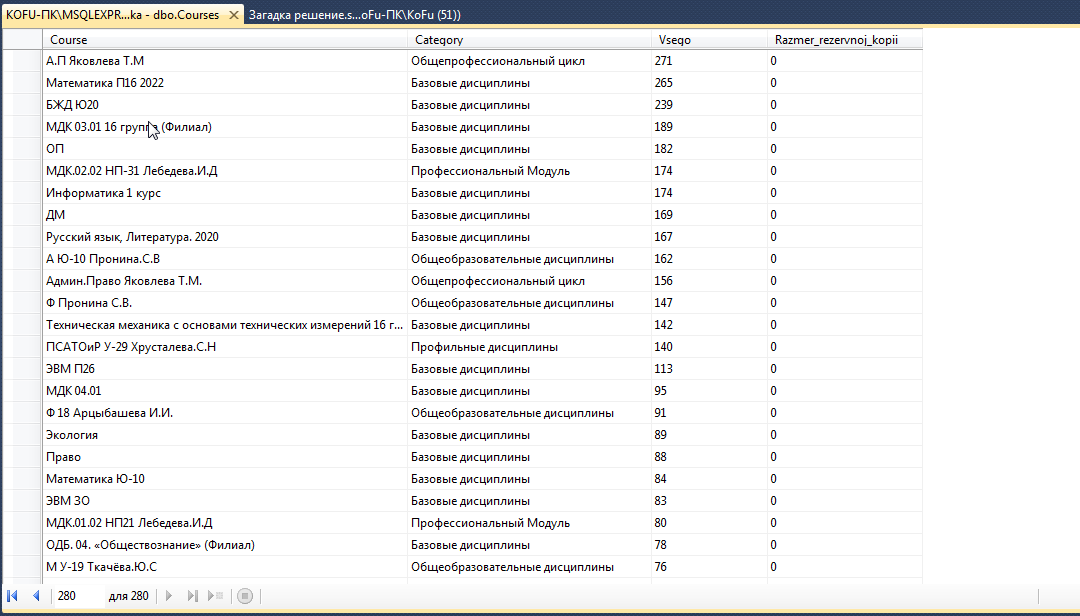 KOFU-ПК\MSQLEXPR...ka - dbo.Courses Загадка решение.s...oFu-ПК\KoFu (51))
Course Category Vsego Razmer_rezervnoj_kopii
А.П Яковлева Т.М Общепрофессиональный цикл 271 0
Математика П16 2022 Базовые дисциплины 265 0
БЖД Ю20 Базовые дисциплины 239 0
МДК 03.01 16 группа (Филиал) Базовые дисциплины 189 0
ОП Базовые дисциплины 182 0
МДК.02.02 НП-31 Лебедева.И.Д Профессиональный Модуль 174 0
Информатика 1 курс Базовые дисциплины 174 0
ДМ Базовые дисциплины 169 0
Русский язык, Литература. 2020 Базовые дисциплины 167 0
А Ю-10 Пронина.С.В Общеобразовательные дисциплины 162 0
Админ.Право Яковлева Т.М. Общепрофессиональный цикл 156 0
Ф Пронина С.В. Общеобразовательные дисциплины 147 0
Техническая механика с основами технических измерений 16 г... Базовые дисциплины 142 0
ПСАТОиР У-29 Хрусталева.С.Н Профильные дисциплины 140 0
ЭВМ П26 Базовые дисциплины 113 0
МДК 04.01 Базовые дисциплины 95 0
Ф 18 Арцыбашева И.И. Общеобразовательные дисциплины 91 0
Экология Базовые дисциплины 89 0
Право Базовые дисциплины 88 0
Математика Ю-10 Базовые дисциплины 84 0
ЭВМ ЗО Базовые дисциплины 83 0
МДК.01.02 НП21 Лебедева.И.Д Профессиональный Модуль 80 0
ОДБ. 04. «Обществознание» (Филиал) Базовые дисциплины 78 0
М У-19 Ткачёва.Ю.С Общеобразовательные дисциплины 76 0
280 для 280